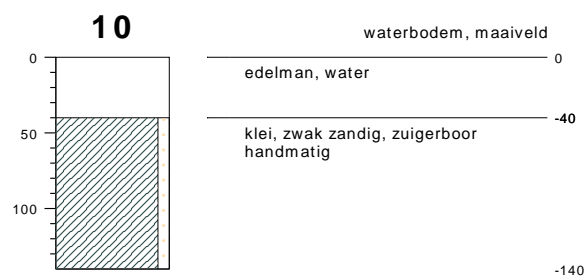 10
waterbodem, maaiveld
0
0
edelman, water
-40
50
klei, zwak zandig, zuigerboor
handmatig
100
-140